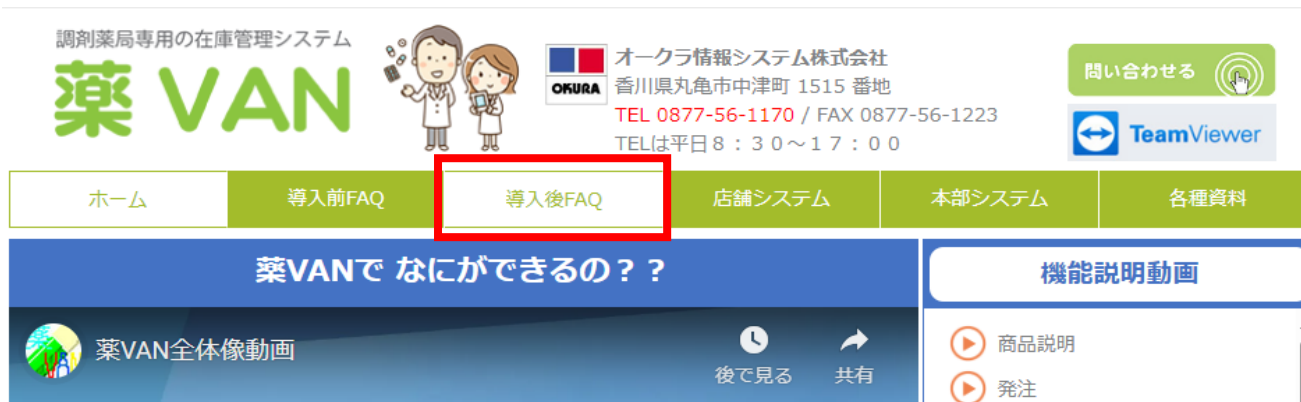 調剤薬局専用の在庫管理システム
薬 VAN
OKURA
オークラ情報システム株式会社
香川県丸亀市中津町 1515 番地
TEL 0877-56-1170 / FAX 0877-56-1223
TELは平日８：３０～１７：００
問い合わせる
TeamViewer
ホーム 導入前FAQ 導入後FAQ 店舗システム 本部システム 各種資料
薬VANで なにができるの？？
薬VAN全体像動画
後で見る 共有
機能説明動画
商品説明
発注